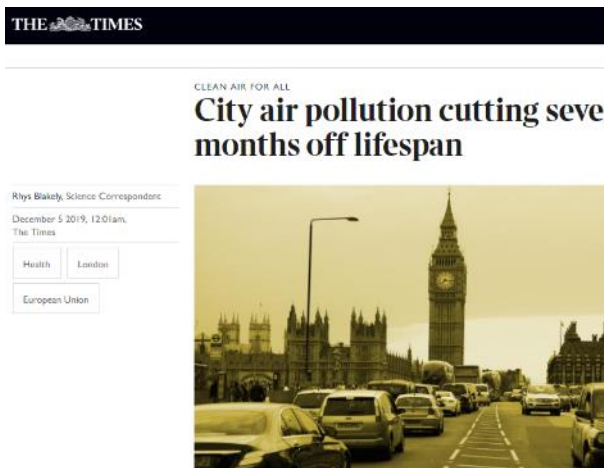 THE TIMES
CLEAN AIR FOR ALL
City air pollution cutting seve
months off lifespan
Rhys Blakely, Science Correspondent
December 5 2019, 12:01am,
The Times
Health London
European Union